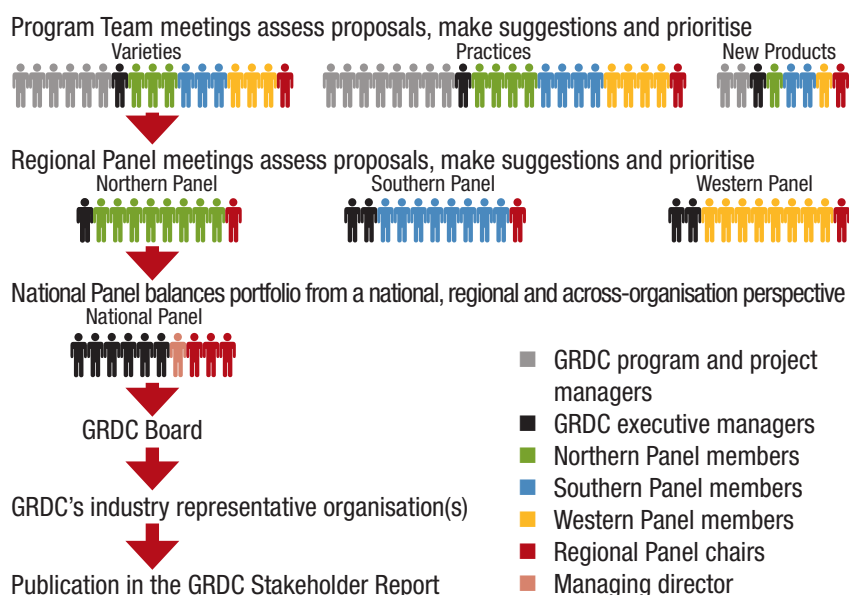 Program Team meetings assess proposals, make suggestions and prioritise
Varieties
Practices
New Products
Regional Panel meetings assess proposals, make suggestions and prioritise
Northern Panel
Southern Panel
Western Panel
National Panel balances portfolio from a national, regional and across-organisation perspective
National Panel
GRDC Board
GRDC’s industry representative organisation(s)
Publication in the GRDC Stakeholder Report
GRDC program and project
managers
GRDC executive managers
Northern Panel members
Southern Panel members
Western Panel members
Regional Panel chairs
Managing director